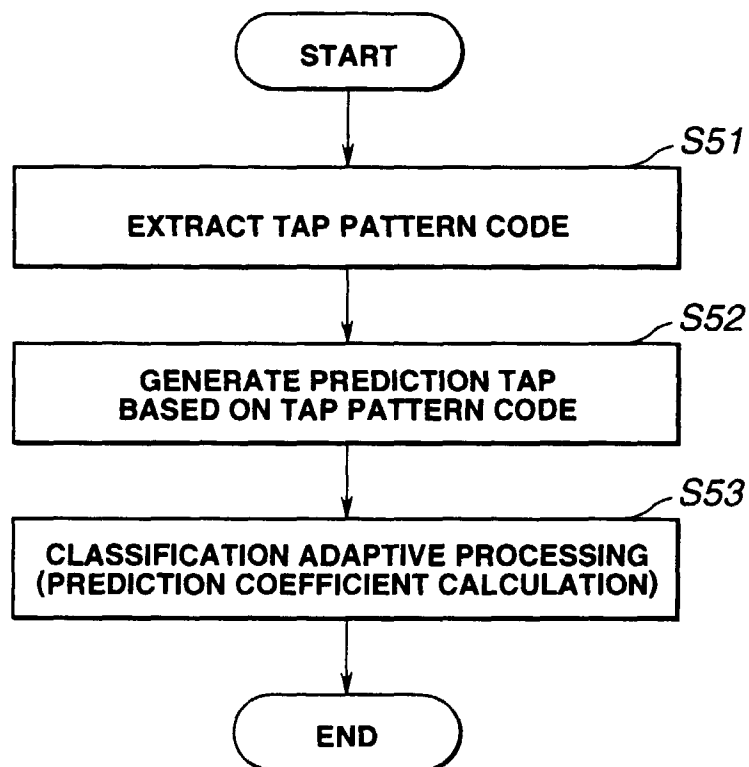 START
S51
EXTRACT TAP PATTERN CODE
S52
GENERATE PREDICTION TAP
BASED ON TAP PATTERN CODE
S53
CLASSIFICATION ADAPTIVE PROCESSING
(PREDICTION COEFFICIENT CALCULATION)
END